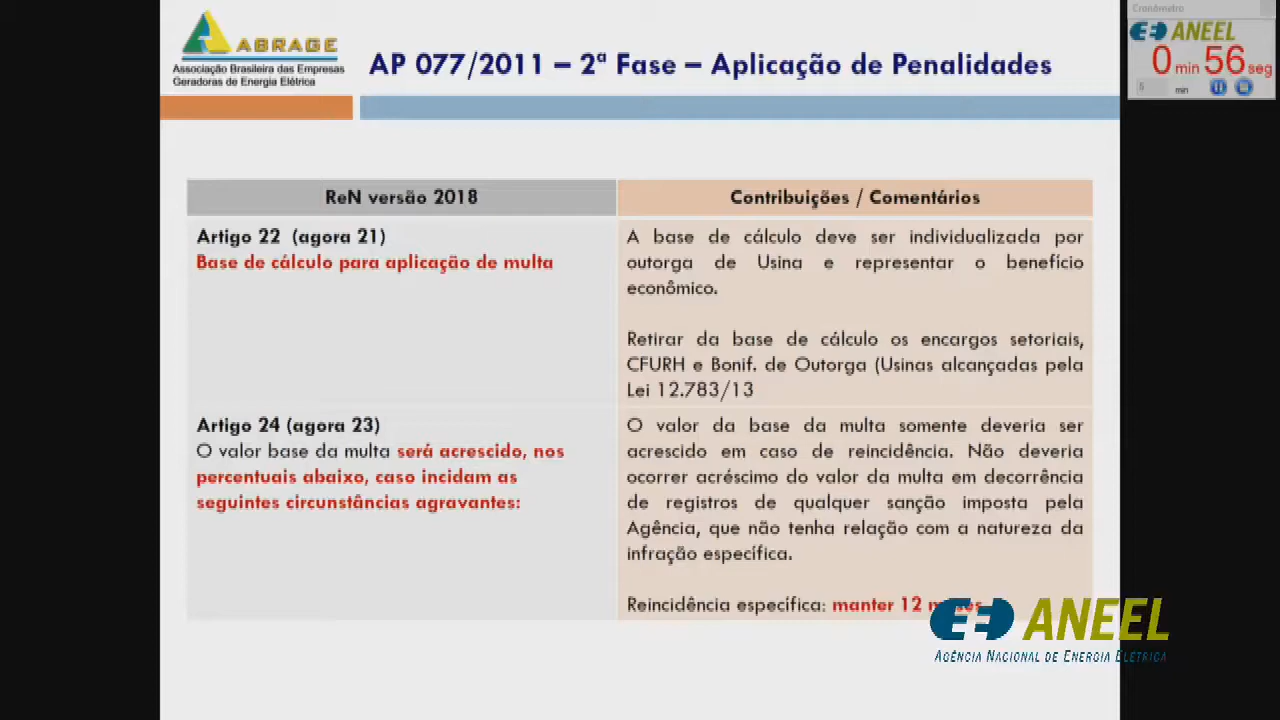 ABRAGE
Associação Brasileira das Empresas
Geradoras de Energia Elétrica
AP 077/2011 – 2ª Fase – Aplicação de Penalidades
Cronômetro
ANEEL
0 min 56 seg
5 min
ReN versão 2018
Contribuições / Comentários
Artigo 22 (agora 21)
Base de cálculo para aplicação de multa
A base de cálculo deve ser individualizada por
outorga de Usina e representar o benefício
econômico.
Retirar da base de cálculo os encargos setoriais,
CFURH e Bonif. de Outorga (Usinas alcançadas pela
Lei 12.783/13
Artigo 24 (agora 23)
O valor base da multa será acrescido, nos
percentuais abaixo, caso incidam as
seguintes circunstâncias agravantes:
O valor da base da multa somente deveria ser
acrescido em caso de reincidência. Não deveria
ocorrer acréscimo do valor da multa em decorrência
de registros de qualquer sanção imposta pela
Agência, que não tenha relação com a natureza da
infração específica.
Reincidência específica: manter 12
ANEEL
AGÊNCIA NACIONAL DE ENERGIA ELÉTRICA